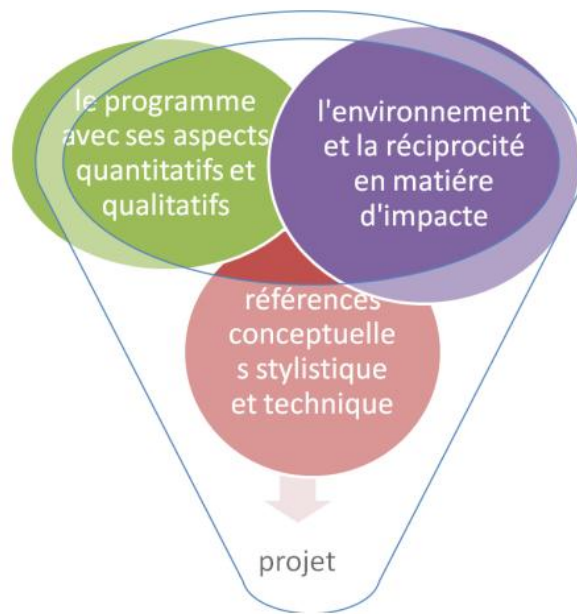 le programme
avec ses aspects
quantitatifs et
qualitatifs
l'environnement
et la réciprocité
en matiére
d'impacte
références
conceptuelle
s stylistique
et technique
projet